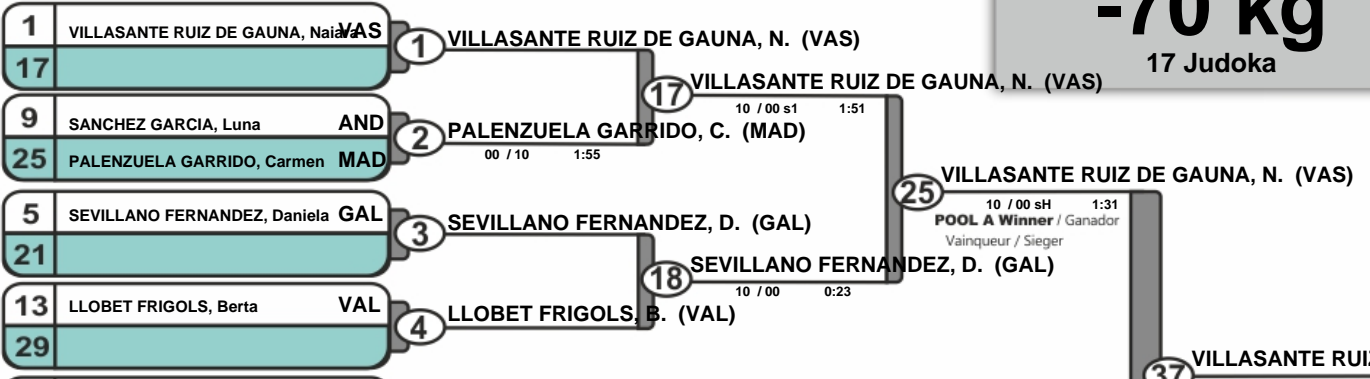 -70 kg
17 Judoka
1 VILLASANTE RUIZ DE GAUNA, Naiara VAS
17
1 VILLASANTE RUIZ DE GAUNA, N. (VAS)
17 VILLASANTE RUIZ DE GAUNA, N. (VAS)
10 / 00 s1 1:51
9 SANCHEZ GARCIA, Luna AND
25 PALENZUELA GARRIDO, Carmen MAD
2 PALENZUELA GARRIDO, C. (MAD)
00 / 10 1:55
25 VILLASANTE RUIZ DE GAUNA, N. (VAS)
10 / 00 sH 1:31
POOL A Winner / Ganador
Vainqueur / Sieger
5 SEVILLANO FERNANDEZ, Daniela GAL
21
3 SEVILLANO FERNANDEZ, D. (GAL)
18 SEVILLANO FERNANDEZ, D. (GAL)
10 / 00 0:23
13 LLOBET FRIGOLS, Berta VAL
29
4 LLOBET FRIGOLS, B. (VAL)
37 VILLASANTE